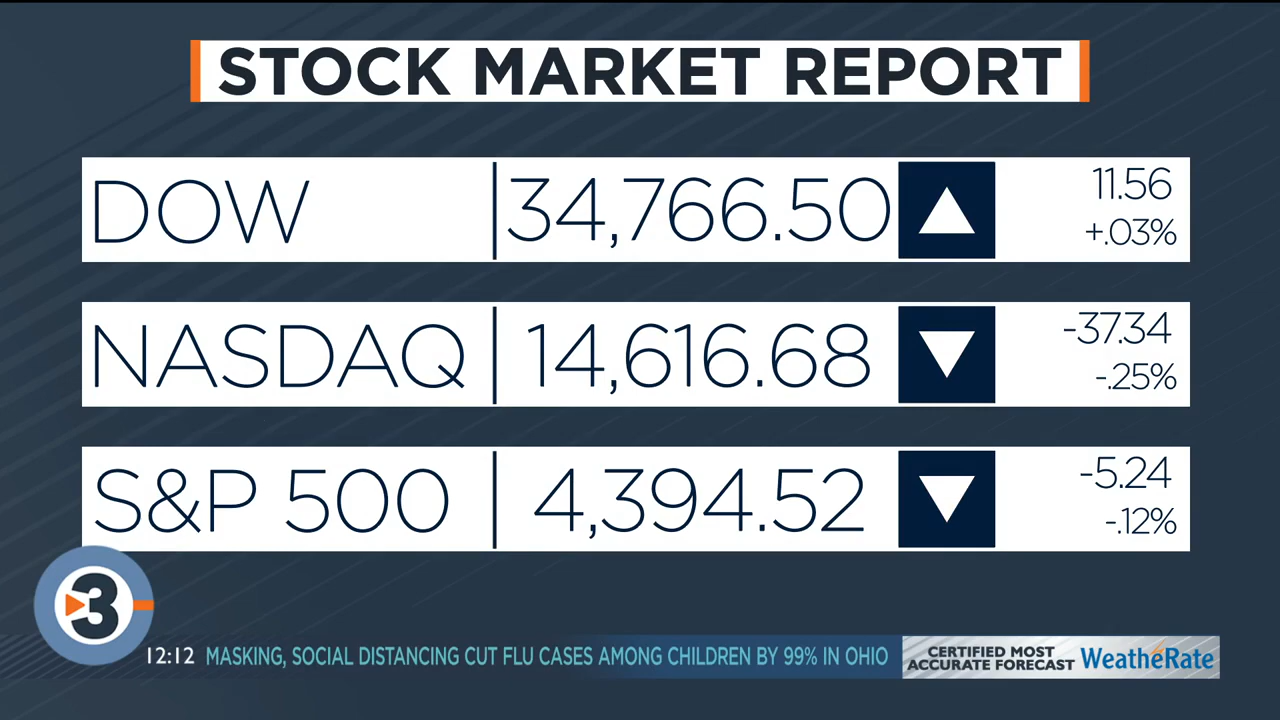 STOCK MARKET REPORT
DOW 34,766.50 ▲ 11.56
+.03%
NASDAQ 14,616.68 ▼ -37.34
-.25%
S&P 500 4,394.52 ▼ -5.24
-.12%
3
12:12 MASKING, SOCIAL DISTANCING CUT FLU CASES AMONG CHILDREN BY 99% IN OHIO
CERTIFIED MOST
ACCURATE FORECAST WeatheRate